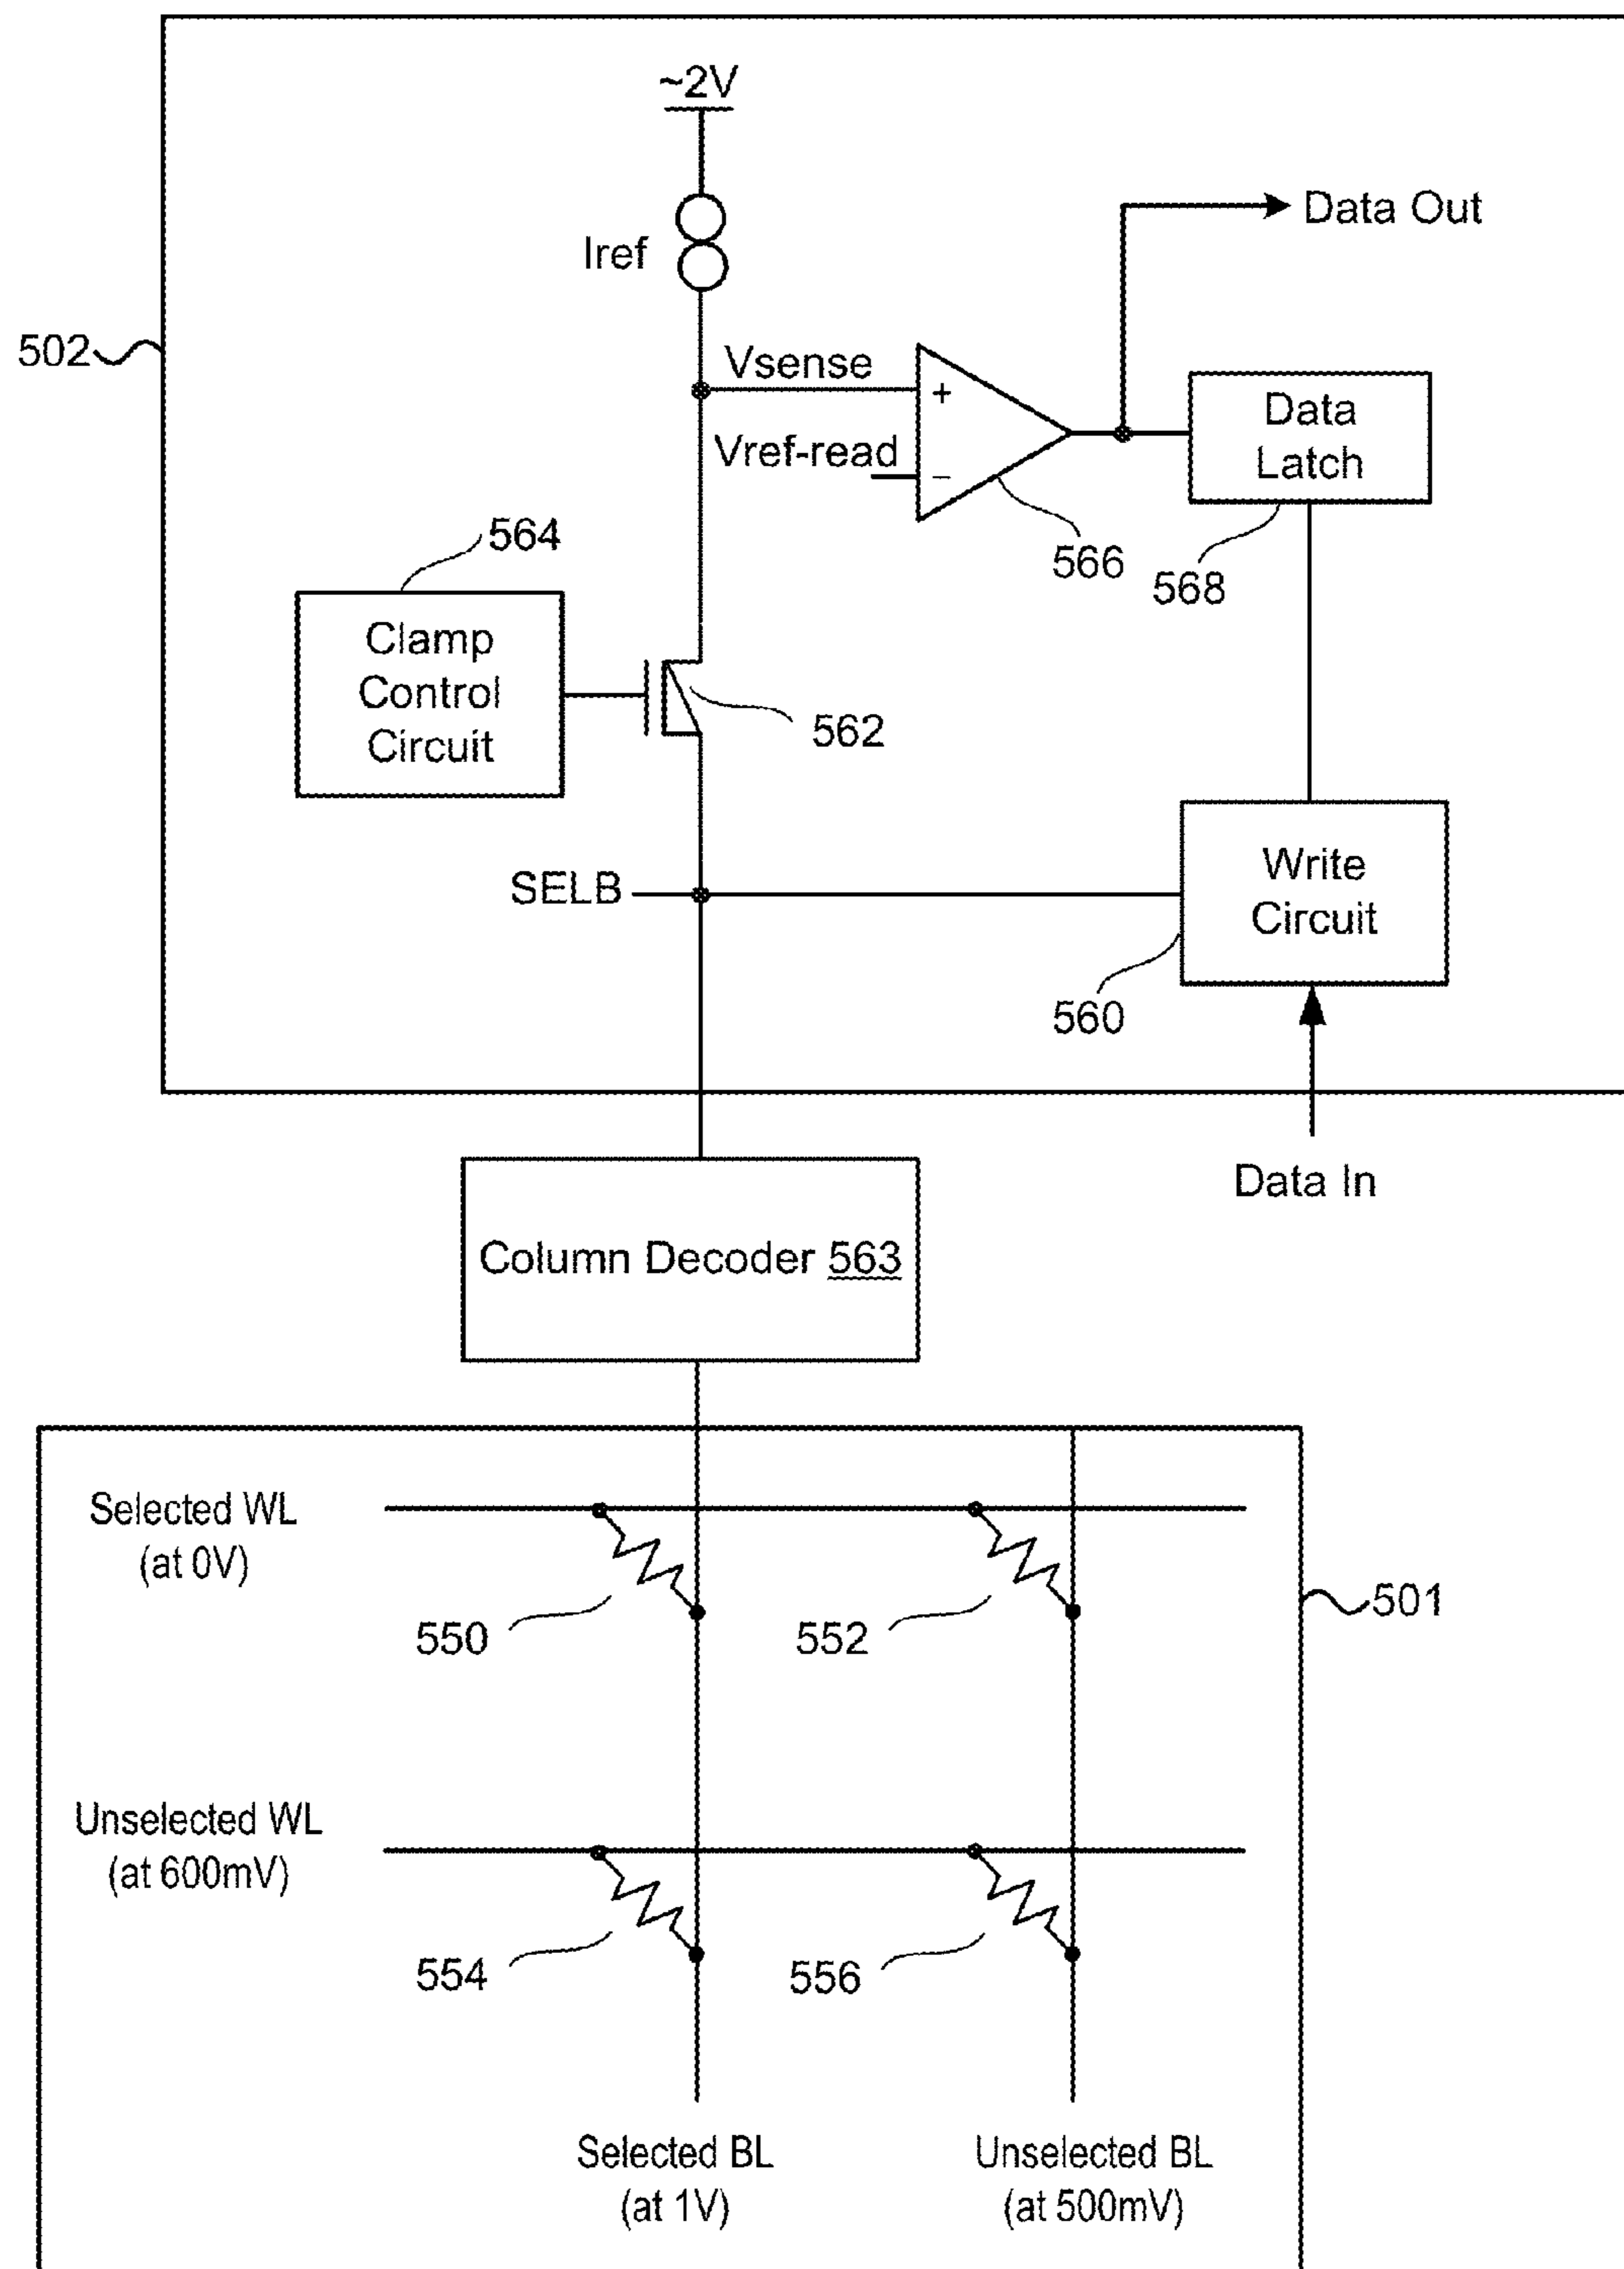 ~2V
Iref
Data Out
502
Vsense
+
Vref-read
−
Data
Latch
564
566
568
Clamp
Control
Circuit
562
SELB
Write
Circuit
560
Data In
Column Decoder 563
Selected WL
(at 0V)
550
552
501
Unselected WL
(at 600mV)
554
556
Selected BL
(at 1V)
Unselected BL
(at 500mV)